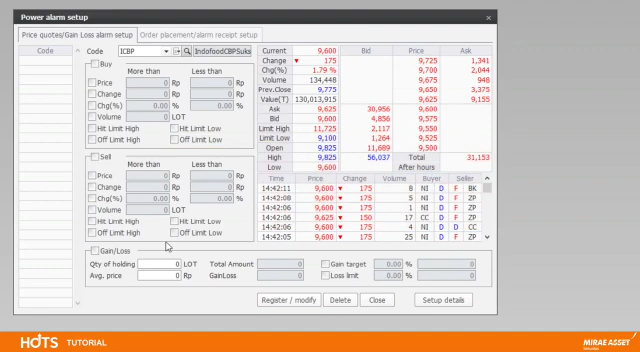 Power alarm setup ×
Price quotes/Gain Loss alarm setup Order placement/alarm receipt setup
Code
Code ICBP IndofoodCBPSuks
Buy
More than Less than
Price 0 Rp 0 Rp
Change 0 Rp 0 Rp
Chg(%) 0.00 % 0.00 %
Volume 0 LOT
Hit Limit High Hit Limit Low
Off Limit High Off Limit Low
Sell
More than Less than
Price 0 Rp 0 Rp
Change 0 Rp 0 Rp
Chg(%) 0.00 % 0.00 %
Volume 0 LOT
Hit Limit High Hit Limit Low
Off Limit High Off Limit Low
Current 9,600 Bid Price Ask
Change ▼ 175 9,725 1,341
Chg(%) 1.79 % 9,700 2,044
Volume 134,448 9,675 948
Prev.Close 9,775 9,650 3,375
Value(T) 130,013,915 9,625 9,155
Ask 9,625 30,956 9,600
Bid 9,600 4,856 9,575
Limit High 11,725 2,117 9,550
Limit Low 9,100 1,264 9,525
Open 9,825 11,689 9,500
High 9,825 56,037 Total 31,153
Low 9,600 After hours
Time Price Change Volume Buyer Seller
14:42:11 9,600 ▼ 175 8 NI D F BK
14:42:08 9,600 ▼ 175 5 NI D F ZP
14:42:06 9,600 ▼ 175 1 NI D F ZP
14:42:06 9,625 ▼ 150 17 CC D F ZP
14:42:06 9,600 ▼ 175 4 NI D D CC
14:42:05 9,600 ▼ 175 25 NI D F ZP
Gain/Loss
Qty of holding 0 LOT Total Amount 0 Gain target 0.00 % 0
Avg. price 0 Rp GainLoss 0 Loss limit 0.00 % 0
Register / modify Delete Close Setup details
HOTS TUTORIAL
MIRAE ASSET